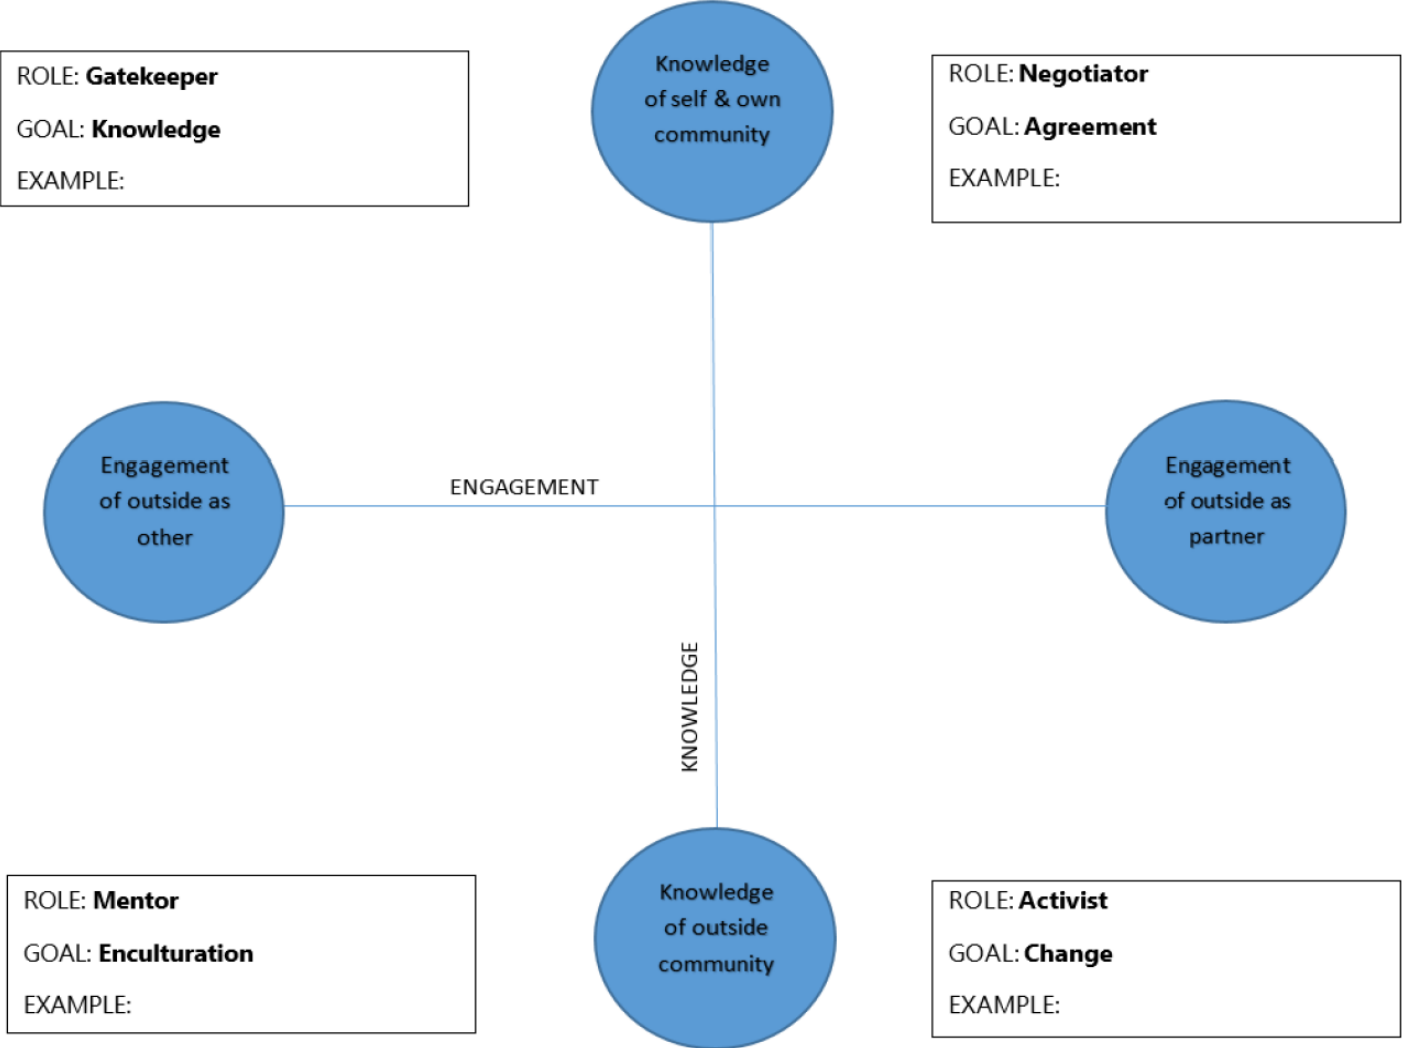 ROLE: Gatekeeper
GOAL: Knowledge
EXAMPLE:
Knowledge
of self & own
community
ROLE: Negotiator
GOAL: Agreement
EXAMPLE:
Engagement
of outside as
other
ENGAGEMENT
Engagement
of outside as
partner
KNOWLEDGE
ROLE: Mentor
GOAL: Enculturation
EXAMPLE:
Knowledge
of outside
community
ROLE: Activist
GOAL: Change
EXAMPLE: